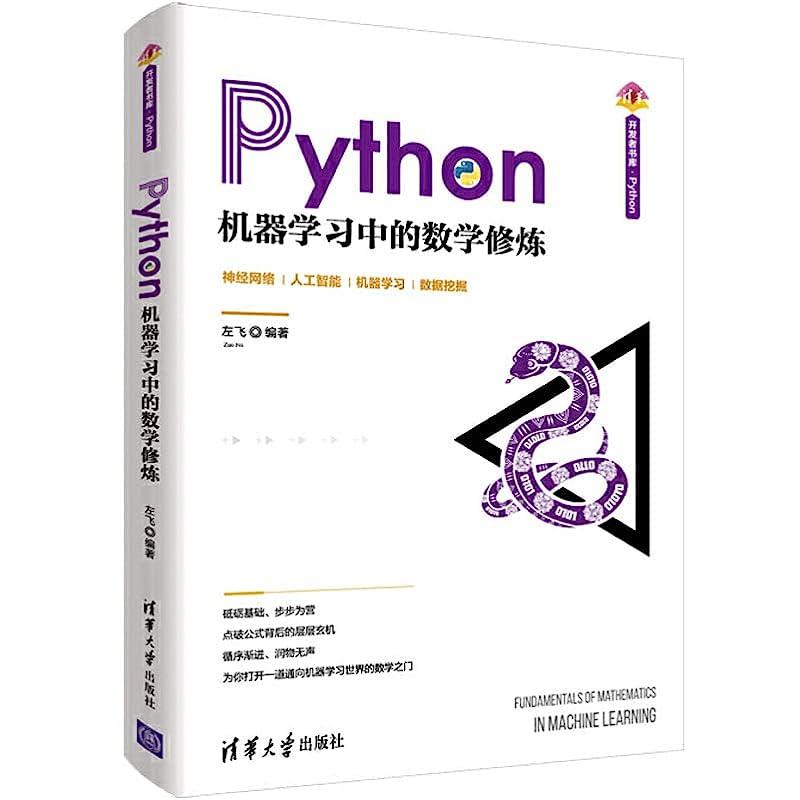 开发者书库·Python
Python
机器学习中的数学修炼
左飞◎编著
清华大学出版社
清华
开发者书库·Python
Python
机器学习中的数学修炼
神经网络 | 人工智能 | 机器学习 | 数据挖掘
左飞◎编著
Zuo Fei
砥砺基础、步步为营
点破公式背后的层层玄机
循序渐进、润物无声
为你打开一道通向机器学习世界的数学之门
FUNDAMENTALS OF MATHEMATICS
IN MACHINE LEARNING
清华大学出版社